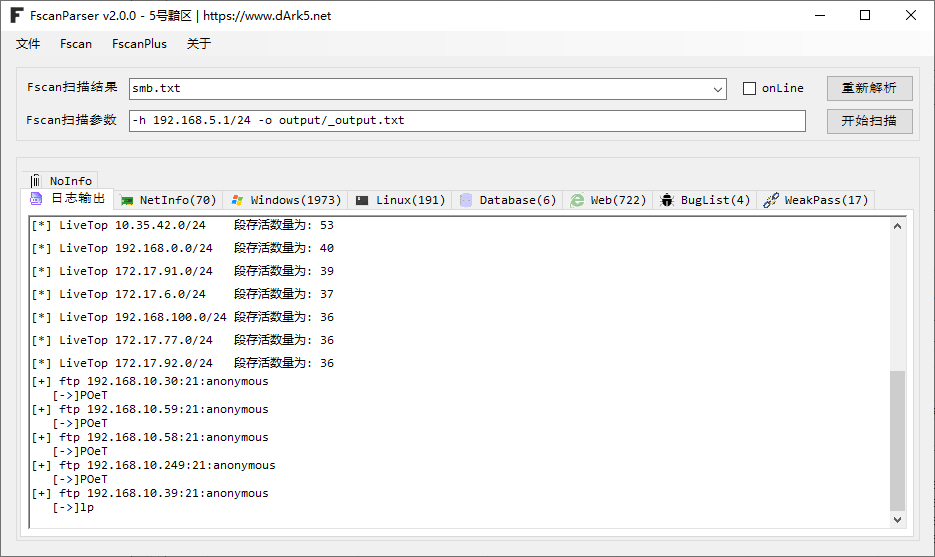 FscanParser v2.0.0 - 5号黯区 | https://www.dArk5.net
文件 Fscan FscanPlus 关于
Fscan扫描结果 smb.txt onLine 重新解析
Fscan扫描参数 -h 192.168.5.1/24 -o output/_output.txt 开始扫描
NoInfo
日志输出 NetInfo(70) Windows(1973) Linux(191) Database(6) Web(722) BugList(4) WeakPass(17)
[*] LiveTop 10.35.42.0/24 段存活数量为: 53
[*] LiveTop 192.168.0.0/24 段存活数量为: 40
[*] LiveTop 172.17.91.0/24 段存活数量为: 39
[*] LiveTop 172.17.6.0/24 段存活数量为: 37
[*] LiveTop 192.168.100.0/24 段存活数量为: 36
[*] LiveTop 172.17.77.0/24 段存活数量为: 36
[*] LiveTop 172.17.92.0/24 段存活数量为: 36
[+] ftp 192.168.10.30:21:anonymous
[->]POeT
[+] ftp 192.168.10.59:21:anonymous
[->]POeT
[+] ftp 192.168.10.58:21:anonymous
[->]POeT
[+] ftp 192.168.10.249:21:anonymous
[->]POeT
[+] ftp 192.168.10.39:21:anonymous
[->]lp